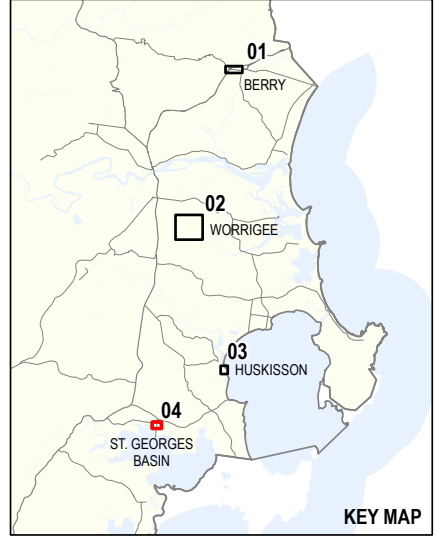 01
BERRY
02
WORRIGEE
03
HUSKISSON
04
ST. GEORGES
BASIN
KEY MAP